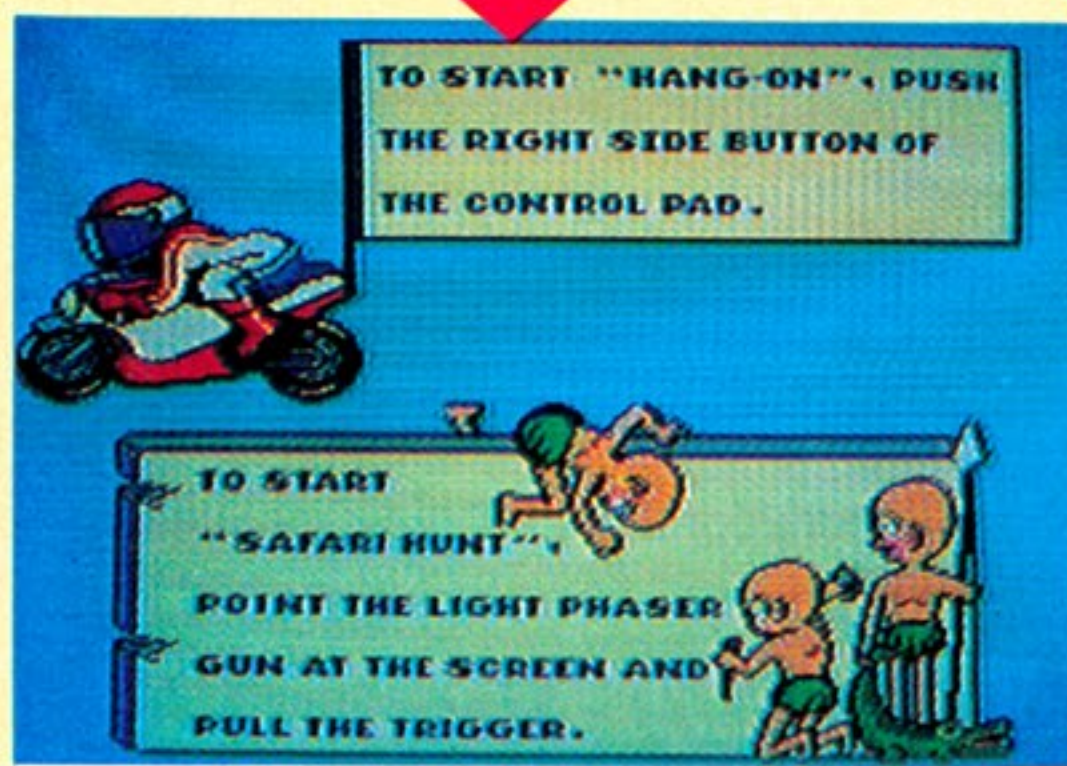 TO START "HANG-ON", PUSH
THE RIGHT SIDE BUTTON OF
THE CONTROL PAD.
TO START
"SAFARI HUNT",
POINT THE LIGHT PHASER
GUN AT THE SCREEN AND
PULL THE TRIGGER.